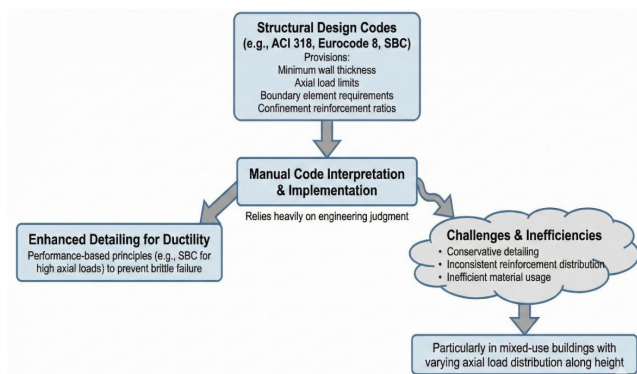 Structural Design Codes
(e.g., ACI 318, Eurocode 8, SBC)
Provisions:
Minimum wall thickness
Axial load limits
Boundary element requirements
Confinement reinforcement ratios
Manual Code Interpretation
& Implementation
Relies heavily on engineering judgment
Enhanced Detailing for Ductility
Performance-based principles (e.g., SBC for
high axial loads) to prevent brittle failure
Challenges & Inefficiencies
• Conservative detailing
• Inconsistent reinforcement distribution
• Inefficient material usage
Particularly in mixed-use buildings with
varying axial load distribution along height